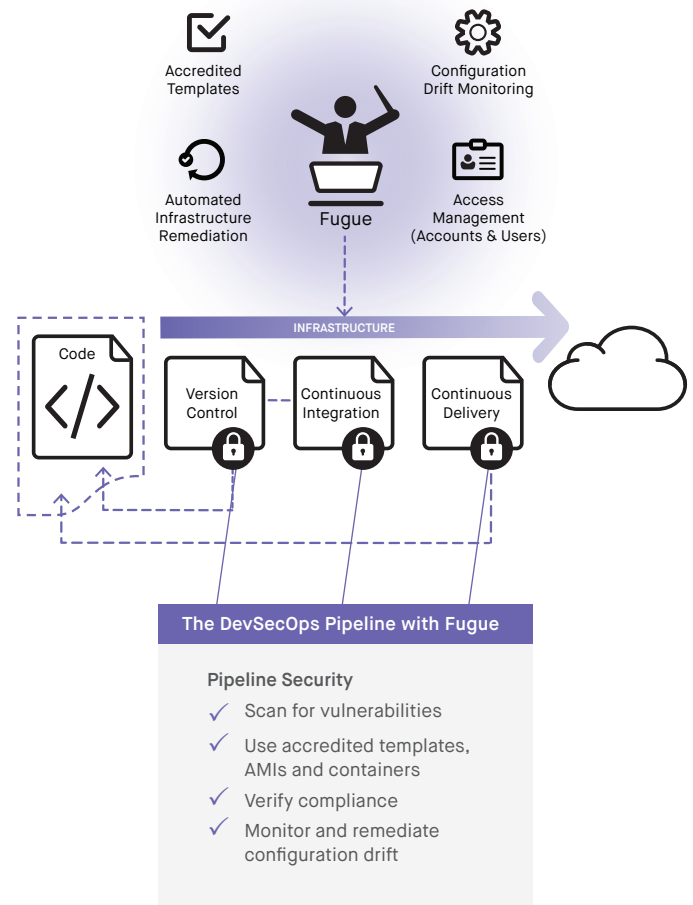 Accredited
Templates
Configuration
Drift Monitoring
Automated
Infrastructure
Remediation
Fugue
Access
Management
(Accounts & Users)
INFRASTRUCTURE
Code
</>
Version
Control
Continuous
Integration
Continuous
Delivery
The DevSecOps Pipeline with Fugue
Pipeline Security
Scan for vulnerabilities
Use accredited templates,
AMIs and containers
Verify compliance
Monitor and remediate
configuration drift